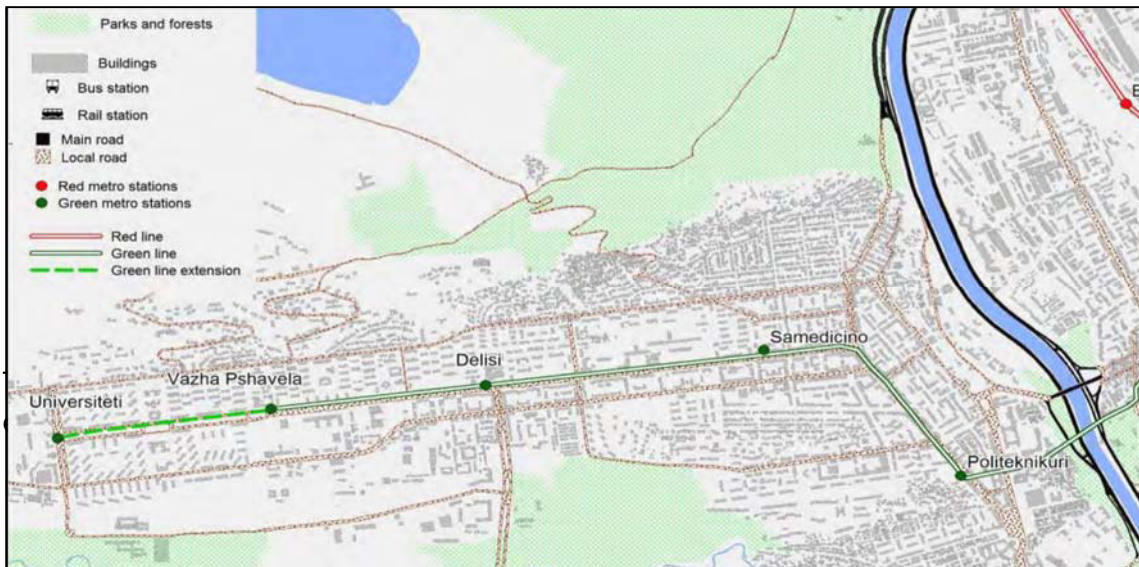 Parks and forests
Buildings
Bus station
Rail station
Main road
Local road
Red metro stations
Green metro stations
Red line
Green line
Green line extension
Samedicino
Delisi
Vazha Pshavela
Universiteti
Politeknikuri